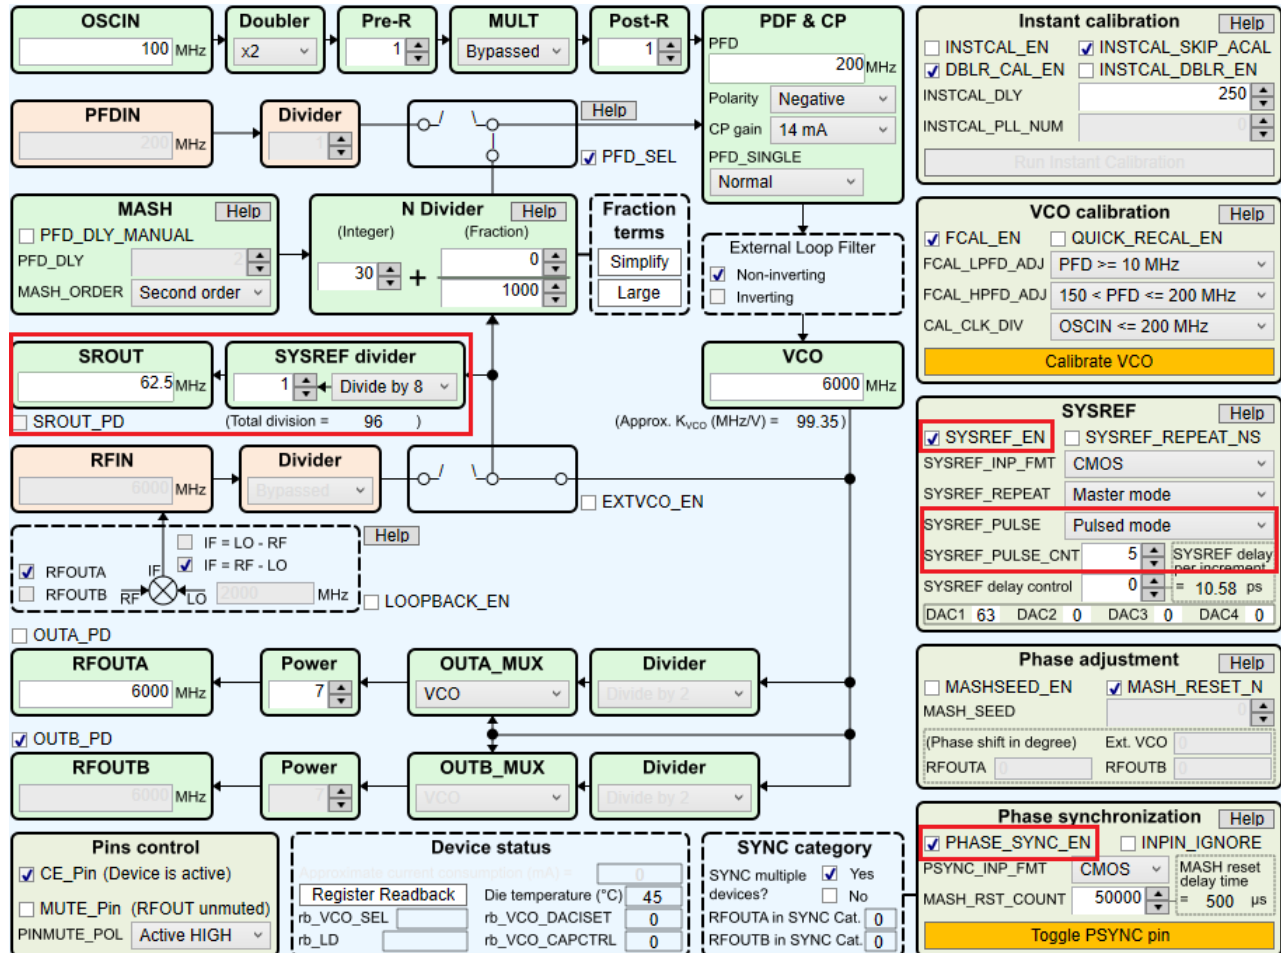 OSCIN
100 MHz
Doubler
x2
Pre-R
1
MULT
Bypassed
Post-R
1
PDF & CP
PFD
200 MHz
Polarity Negative
CP gain 14 mA
PFD_SINGLE
Normal
PFDIN
200 MHz
Divider
1
Help
PFD_SEL
MASH Help
PFD_DLY_MANUAL
PFD_DLY 2
MASH_ORDER Second order
N Divider Help
(Integer) (Fraction)
30 + 0
1000
Fraction
terms
Simplify
Large
External Loop Filter
Non-inverting
Inverting
SROUT
62.5 MHz
SROUT_PD
SYSREF divider
1 Divide by 8
(Total division = 96 )
VCO
6000 MHz
(Approx. KVCO (MHz/V) = 99.35 )
RFIN
6000 MHz
Divider
Bypassed
EXTVCO_EN
IF = LO - RF
IF = RF - LO
RFOUTA
RFOUTB
IF
RF LO
2000 MHz
Help
LOOPBACK_EN
OUTA_PD
RFOUTA
6000 MHz
Power
7
OUTA_MUX
VCO
Divider
Divide by 2
OUTB_PD
RFOUTB
6000 MHz
Power
7
OUTB_MUX
VCO
Divider
Divide by 2
Pins control
CE_Pin (Device is active)
MUTE_Pin (RFOUT unmuted)
PINMUTE_POL Active HIGH
Device status
Approximate current consumption (mA) = 0
Register Readback Die temperature (°C) 45
rb_VCO_SEL rb_VCO_DACISET 0
rb_LD rb_VCO_CAPCTRL 0
SYNC category
SYNC multiple Yes
devices? No
RFOUTA in SYNC Cat. 0
RFOUTB in SYNC Cat. 0
Instant calibration Help
INSTCAL_EN INSTCAL_SKIP_ACAL
DBLR_CAL_EN INSTCAL_DBLR_EN
INSTCAL_DLY 250
INSTCAL_PLL_NUM 0
Run Instant Calibration
VCO calibration Help
FCAL_EN QUICK_RECAL_EN
FCAL_LPFD_ADJ PFD >= 10 MHz
FCAL_HPFD_ADJ 150 < PFD <= 200 MHz
CAL_CLK_DIV OSCIN <= 200 MHz
Calibrate VCO
SYSREF Help
SYSREF_EN SYSREF_REPEAT_NS
SYSREF_INP_FMT CMOS
SYSREF_REPEAT Master mode
SYSREF_PULSE Pulsed mode
SYSREF_PULSE_CNT 5 SYSREF delay
per increment
SYSREF delay control 0 = 10.58 ps
DAC1 63 DAC2 0 DAC3 0 DAC4 0
Phase adjustment Help
MASHSEED_EN MASH_RESET_N
MASH_SEED 0
(Phase shift in degree) Ext. VCO 0
RFOUTA 0 RFOUTB 0
Phase synchronization Help
PHASE_SYNC_EN INPIN_IGNORE
PSYNC_INP_FMT CMOS MASH reset
delay time
MASH_RST_COUNT 50000 = 500 µs
Toggle PSYNC pin